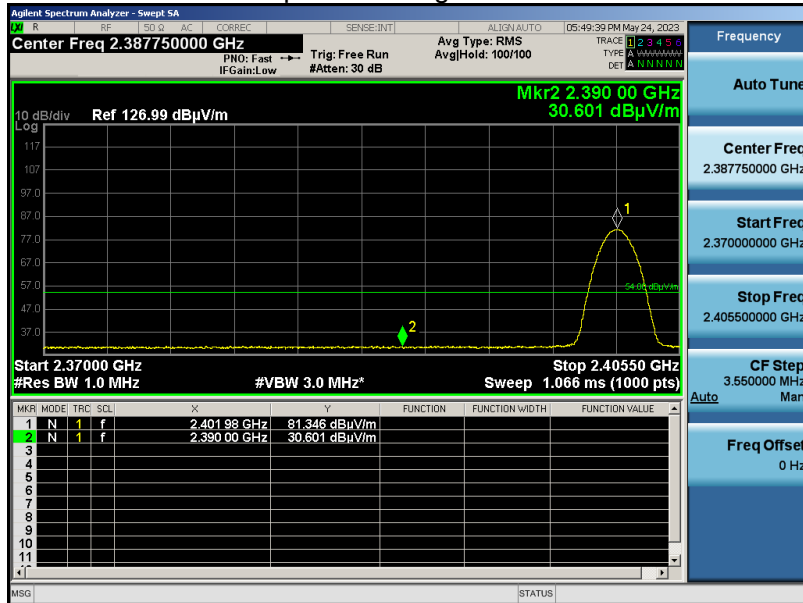 Agilent Spectrum Analyzer - Swept SA
LXI R RF 50 Ω AC CORREC SENSE:INT ALIGN AUTO 05:49:39 PM May 24, 2023
Center Freq 2.387750000 GHz
PNO: Fast
IFGain:Low
Trig: Free Run
#Atten: 30 dB
Avg Type: RMS
Avg|Hold: 100/100
TRACE 1 2 3 4 5 6
TYPE A
DET A N N N N N
Mkr2 2.390 00 GHz
30.601 dBµV/m
10 dB/div Ref 126.99 dBµV/m
Log
117
107
97.0
87.0
77.0
67.0
57.0
47.0
37.0
1
2
54.00 dBµV/m
Start 2.37000 GHz Stop 2.40550 GHz
#Res BW 1.0 MHz #VBW 3.0 MHz* Sweep 1.066 ms (1000 pts)
MKR MODE TRC SCL X Y FUNCTION FUNCTION WIDTH FUNCTION VALUE
1 N 1 f 2.401 98 GHz 81.346 dBµV/m
2 N 1 f 2.390 00 GHz 30.601 dBµV/m
3
4
5
6
7
8
9
10
11
MSG STATUS
Frequency
Auto Tune
Center Freq
2.387750000 GHz
Start Freq
2.370000000 GHz
Stop Freq
2.405500000 GHz
CF Step
3.550000 MHz
Auto Man
Freq Offset
0 Hz